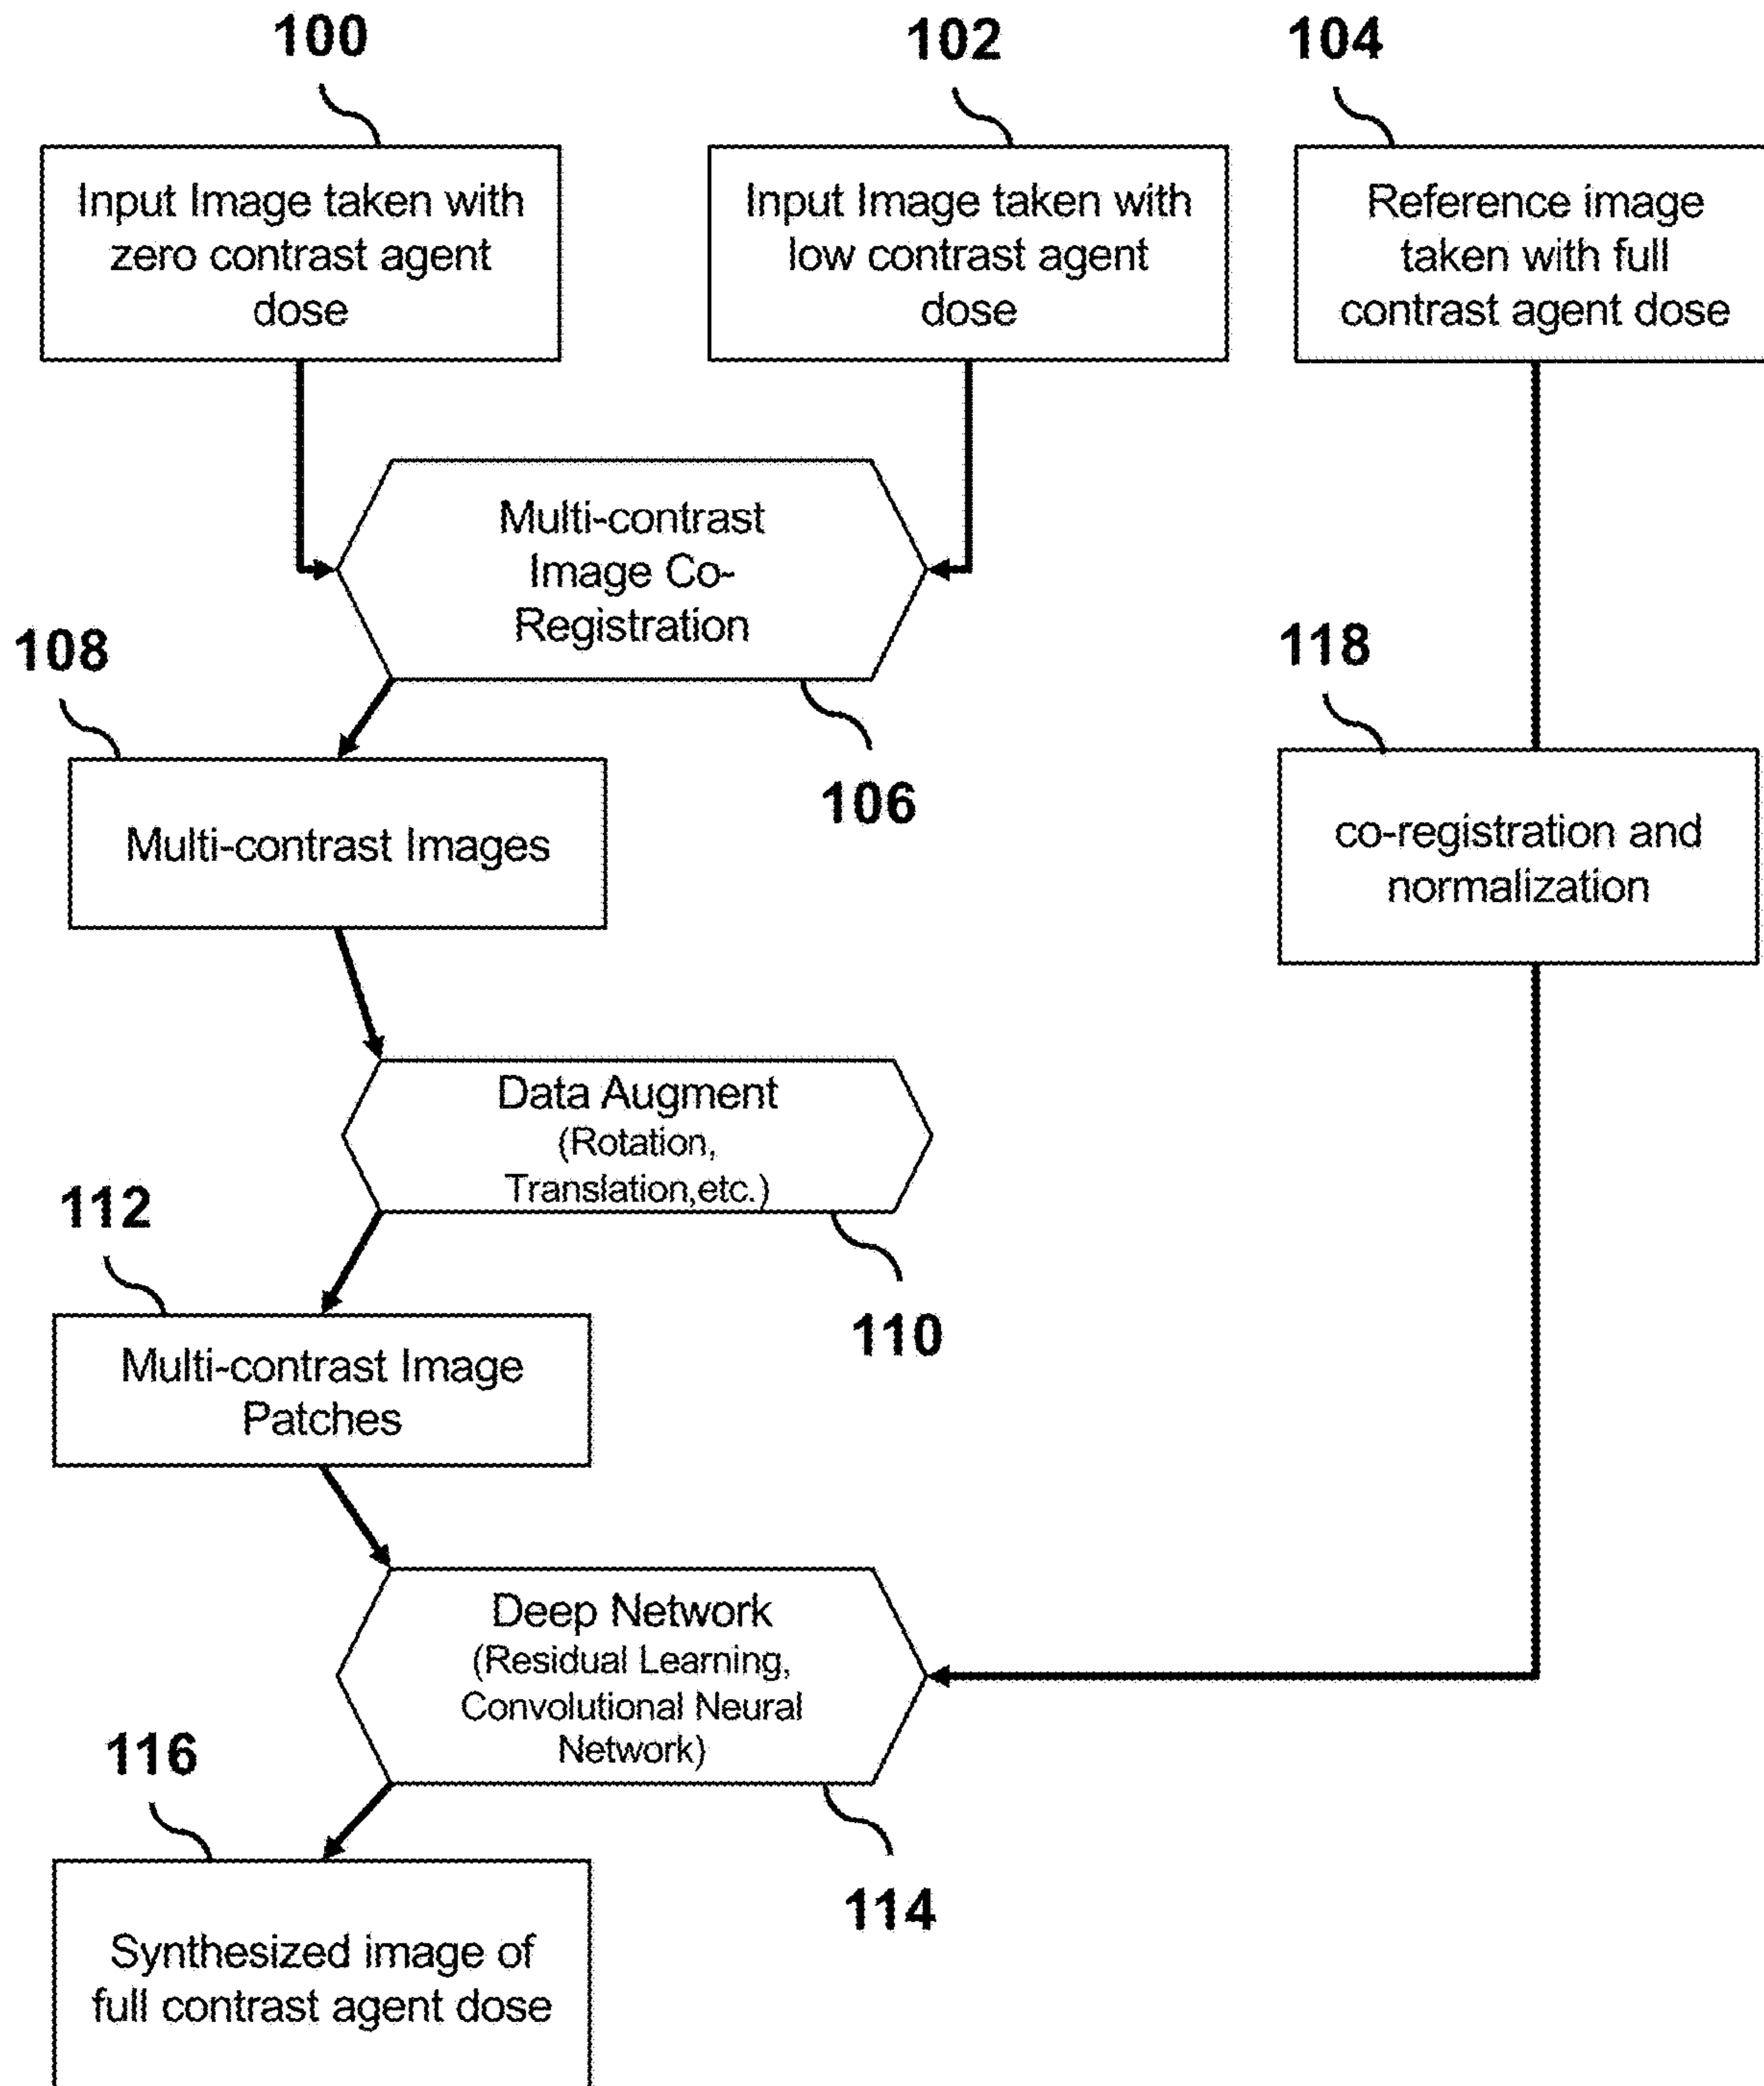 100
102
104
Input Image taken with
zero contrast agent
dose
Input Image taken with
low contrast agent
dose
Reference image
taken with full
contrast agent dose
Multi-contrast
Image Co-
Registration
108
118
106
Multi-contrast Images
co-registration and
normalization
Data Augment
(Rotation,
Translation,etc.)
112
110
Multi-contrast Image
Patches
Deep Network
(Residual Learning,
Convolutional Neural
Network)
116
114
Synthesized image of
full contrast agent dose